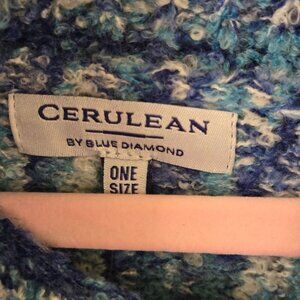 CERULEAN
BY BLUE DIAMOND
ONE
SIZE